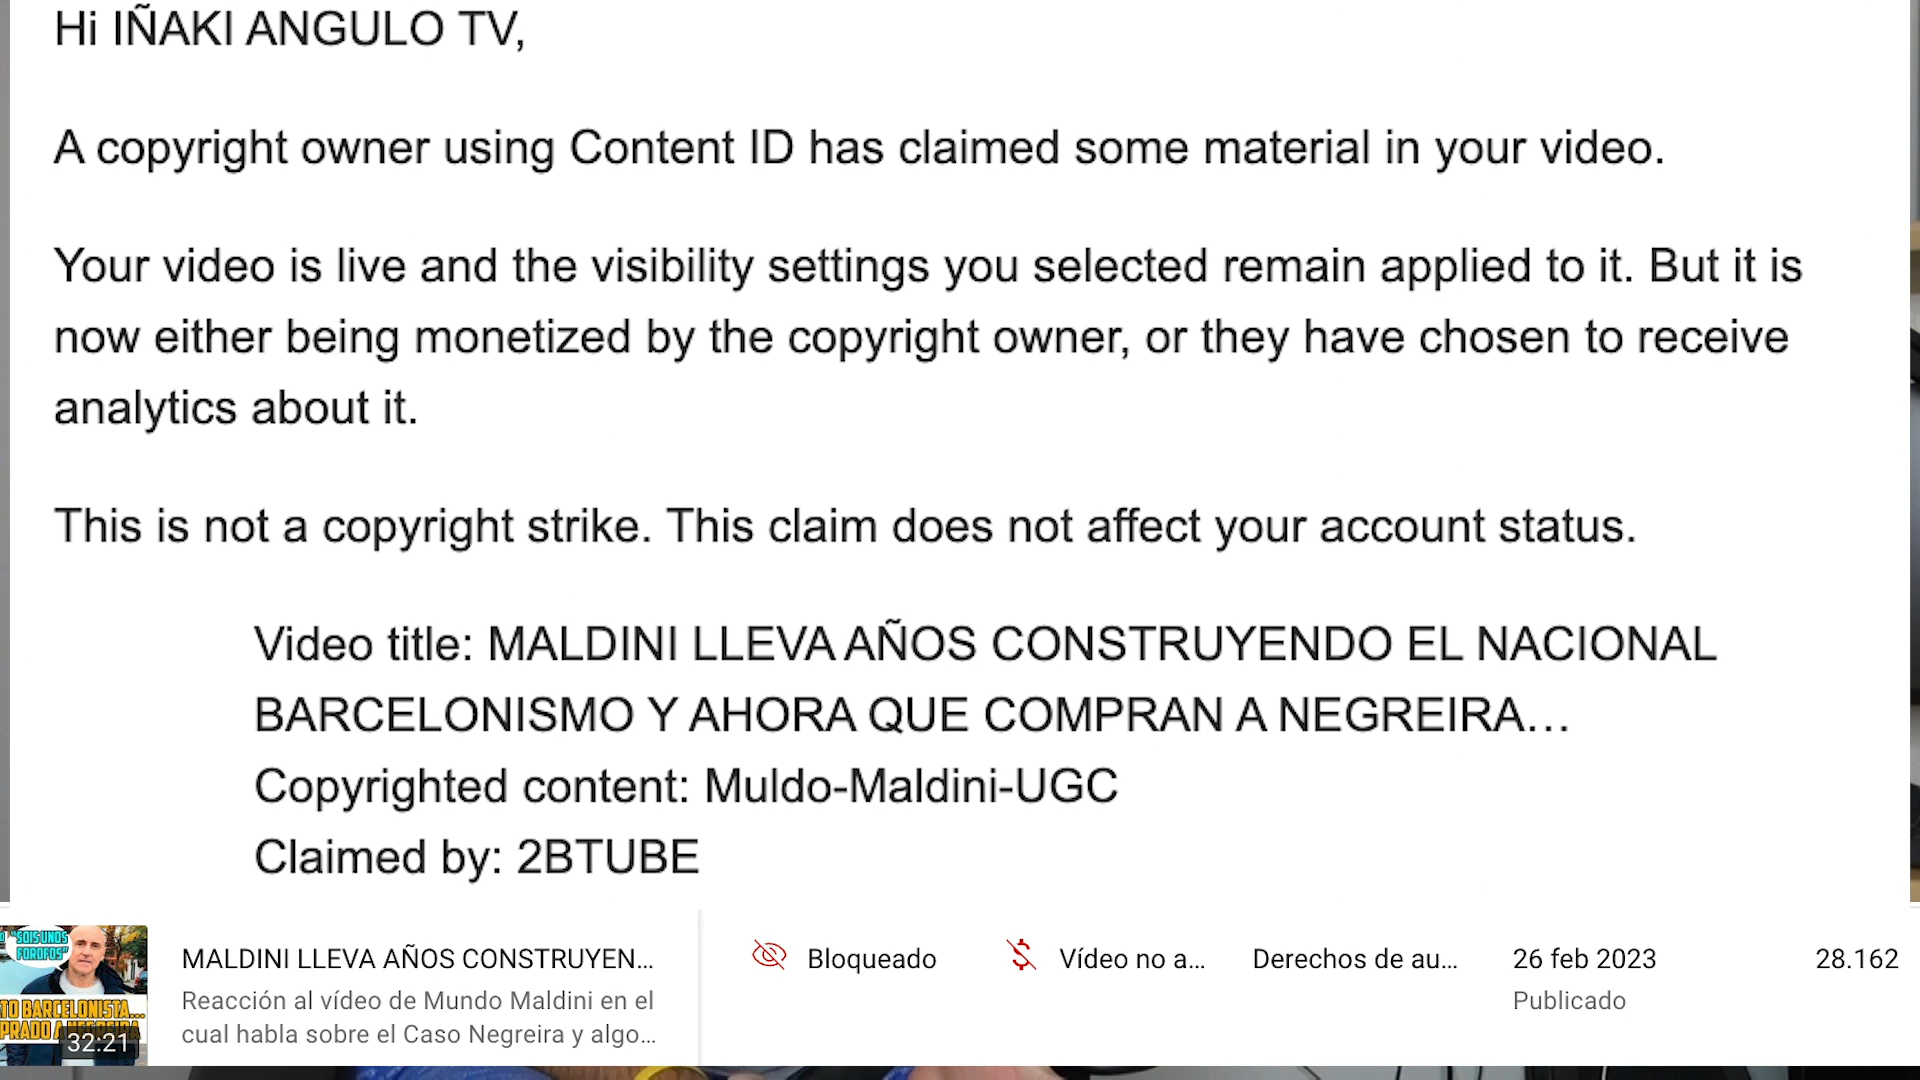 Hi IÑAKI ANGULO TV,
A copyright owner using Content ID has claimed some material in your video.
Your video is live and the visibility settings you selected remain applied to it. But it is
now either being monetized by the copyright owner, or they have chosen to receive
analytics about it.
This is not a copyright strike. This claim does not affect your account status.
Video title: MALDINI LLEVA AÑOS CONSTRUYENDO EL NACIONAL
BARCELONISMO Y AHORA QUE COMPRAN A NEGREIRA…
Copyrighted content: Muldo-Maldini-UGC
Claimed by: 2BTUBE
"SOIS UNOS
FOROFOS"
TO BARCELONISTA...
PRADO A NEGREIRA
32:21
MALDINI LLEVA AÑOS CONSTRUYEN...
Reacción al vídeo de Mundo Maldini en el
cual habla sobre el Caso Negreira y algo...
Bloqueado
Vídeo no a...
Derechos de au...
26 feb 2023
Publicado
28.162